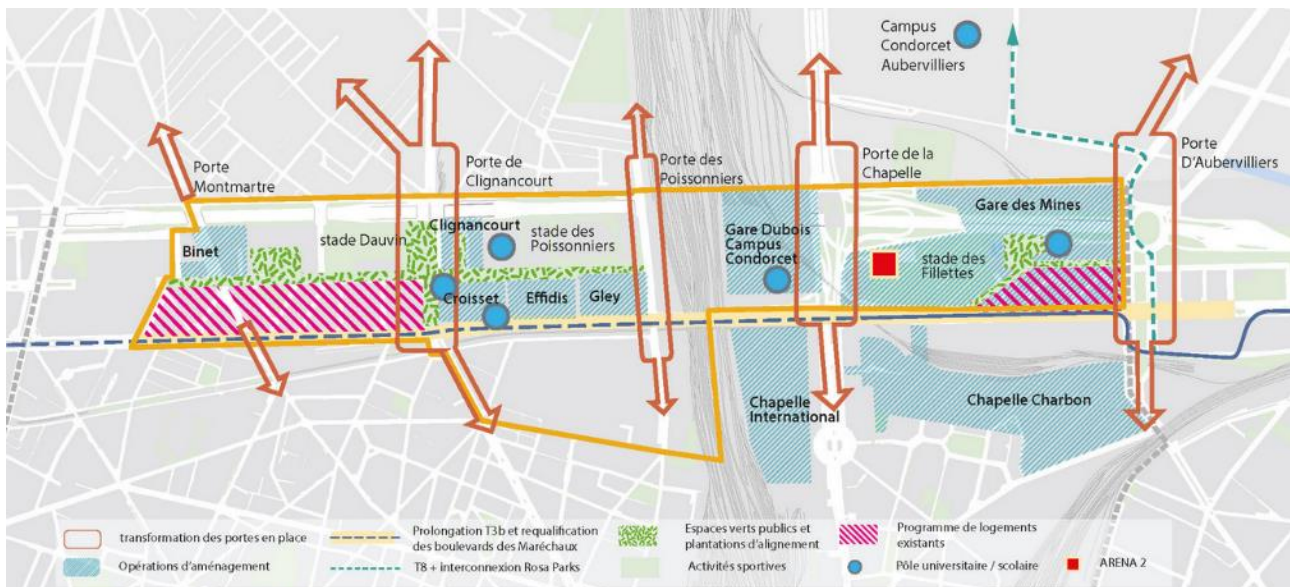 Campus
Condorcet
Aubervilliers
Porte
Montmartre
Porte de
Clignancourt
Porte des
Poissonniers
Porte de la
Chapelle
Porte
D'Aubervilliers
Binet
stade Dauvin
Clignancourt
stade des
Poissonniers
Gare Dubois
Campus
Condorcet
Gare des Mines
stade des
Fillettes
Croisset
Effidis
Gley
Chapelle
International
Chapelle Charbon
transformation des portes en place
Prolongation T3b et requalification
des boulevards des Maréchaux
Espaces verts publics et
plantations d'alignement
Programme de logements
existants
Opérations d'aménagement
T8 + interconnexion Rosa Parks
Activités sportives
Pôle universitaire / scolaire
ARENA 2